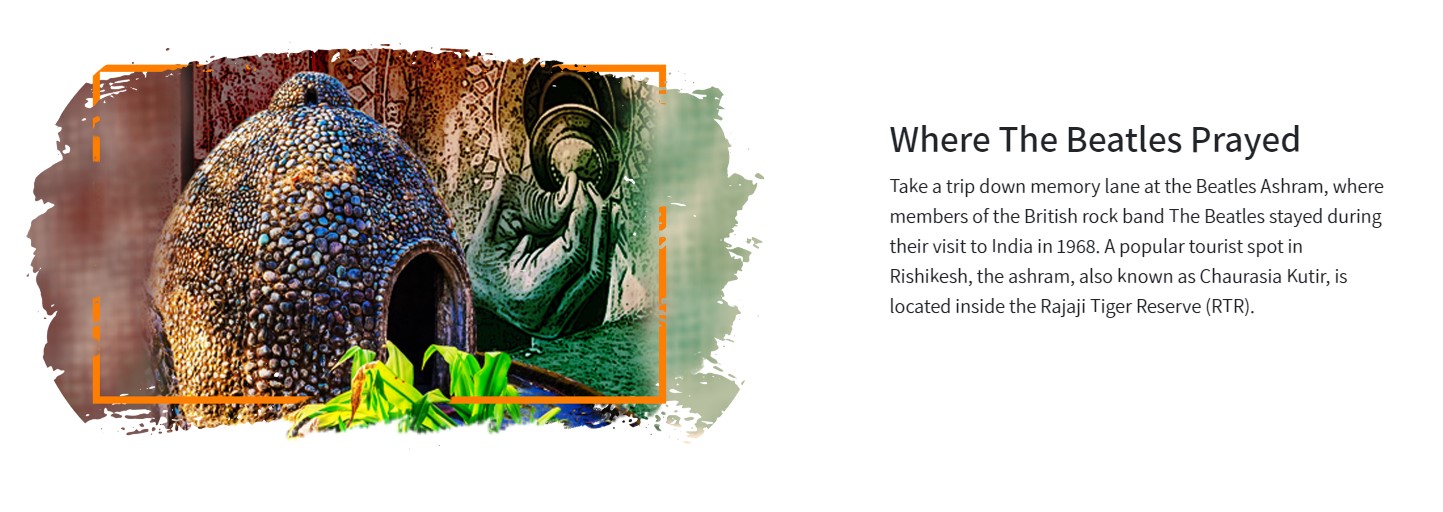 Where The Beatles Prayed
Take a trip down memory lane at the Beatles Ashram, where
members of the British rock band The Beatles stayed during
their visit to India in 1968. A popular tourist spot in
Rishikesh, the ashram, also known as Chaurasia Kutir, is
located inside the Rajaji Tiger Reserve (RTR).